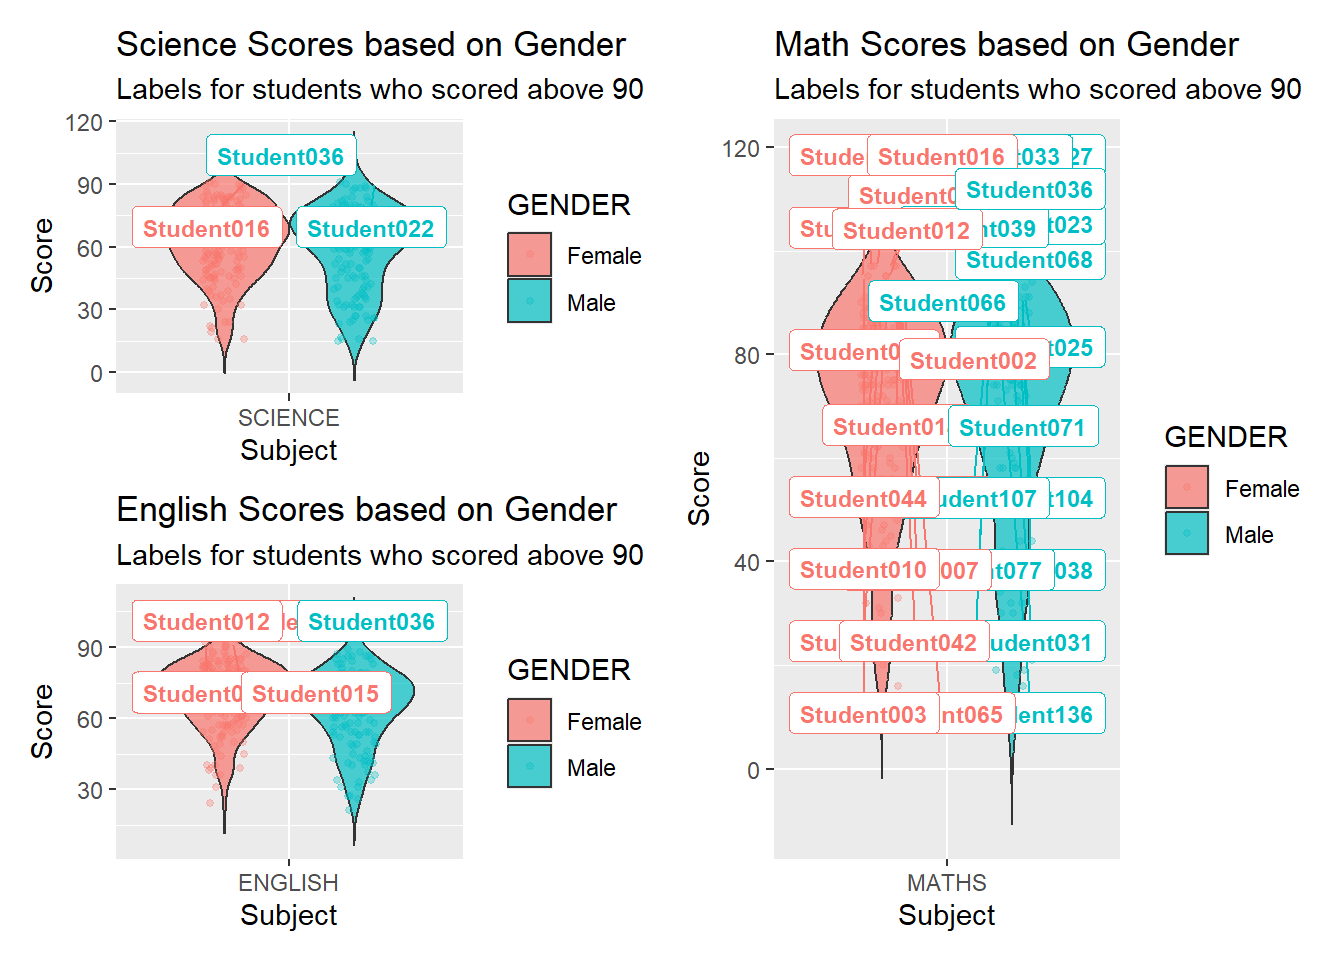 Science Scores based on Gender
Labels for students who scored above 90
120
90
60
30
0
Score
Student036
Student016
Student022
SCIENCE
Subject
GENDER
Female
Male
English Scores based on Gender
Labels for students who scored above 90
90
60
30
Score
Student012
Student036
Student015
ENGLISH
Subject
GENDER
Female
Male
Math Scores based on Gender
Labels for students who scored above 90
120
80
40
0
Score
Student016
Student036
Student012
Student068
Student066
Student002
Student071
Student044
Student010
Student042
Student003
MATHS
Subject
GENDER
Female
Male